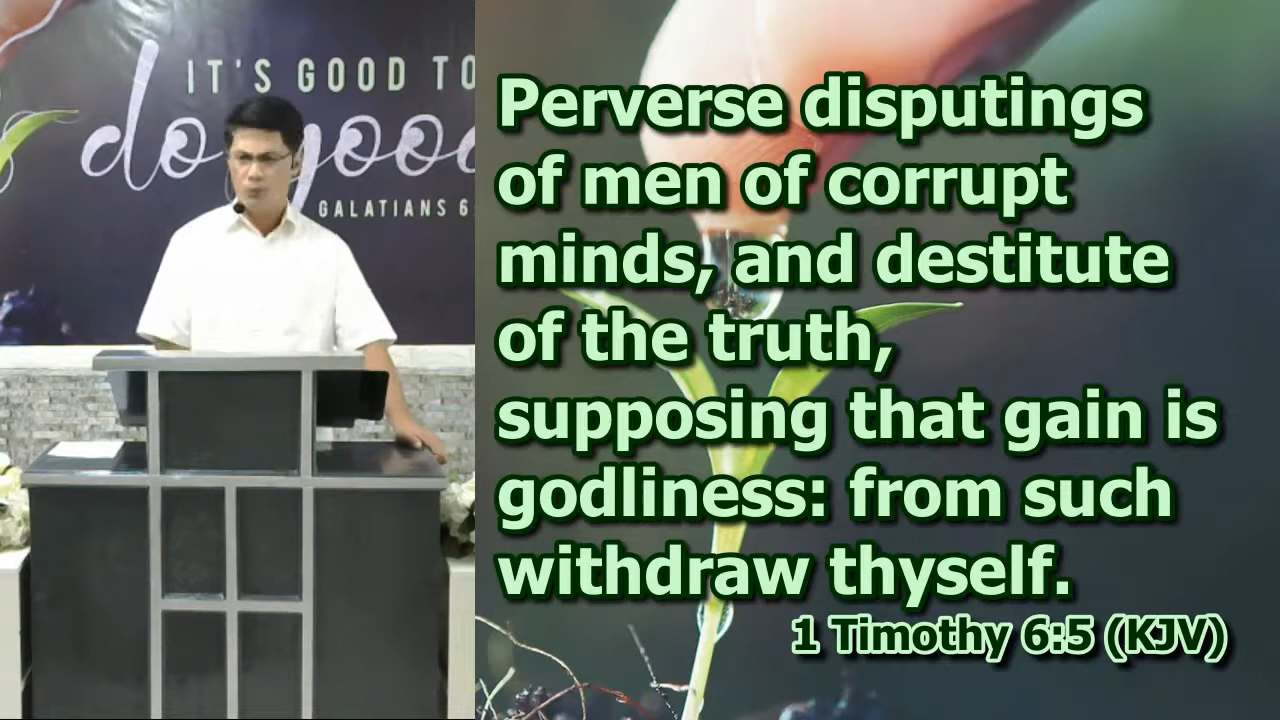 IT'S GOOD TO
do good
GALATIANS 6
Perverse disputings
of men of corrupt
minds, and destitute
of the truth,
supposing that gain is
godliness: from such
withdraw thyself.
1 Timothy 6:5 (KJV)